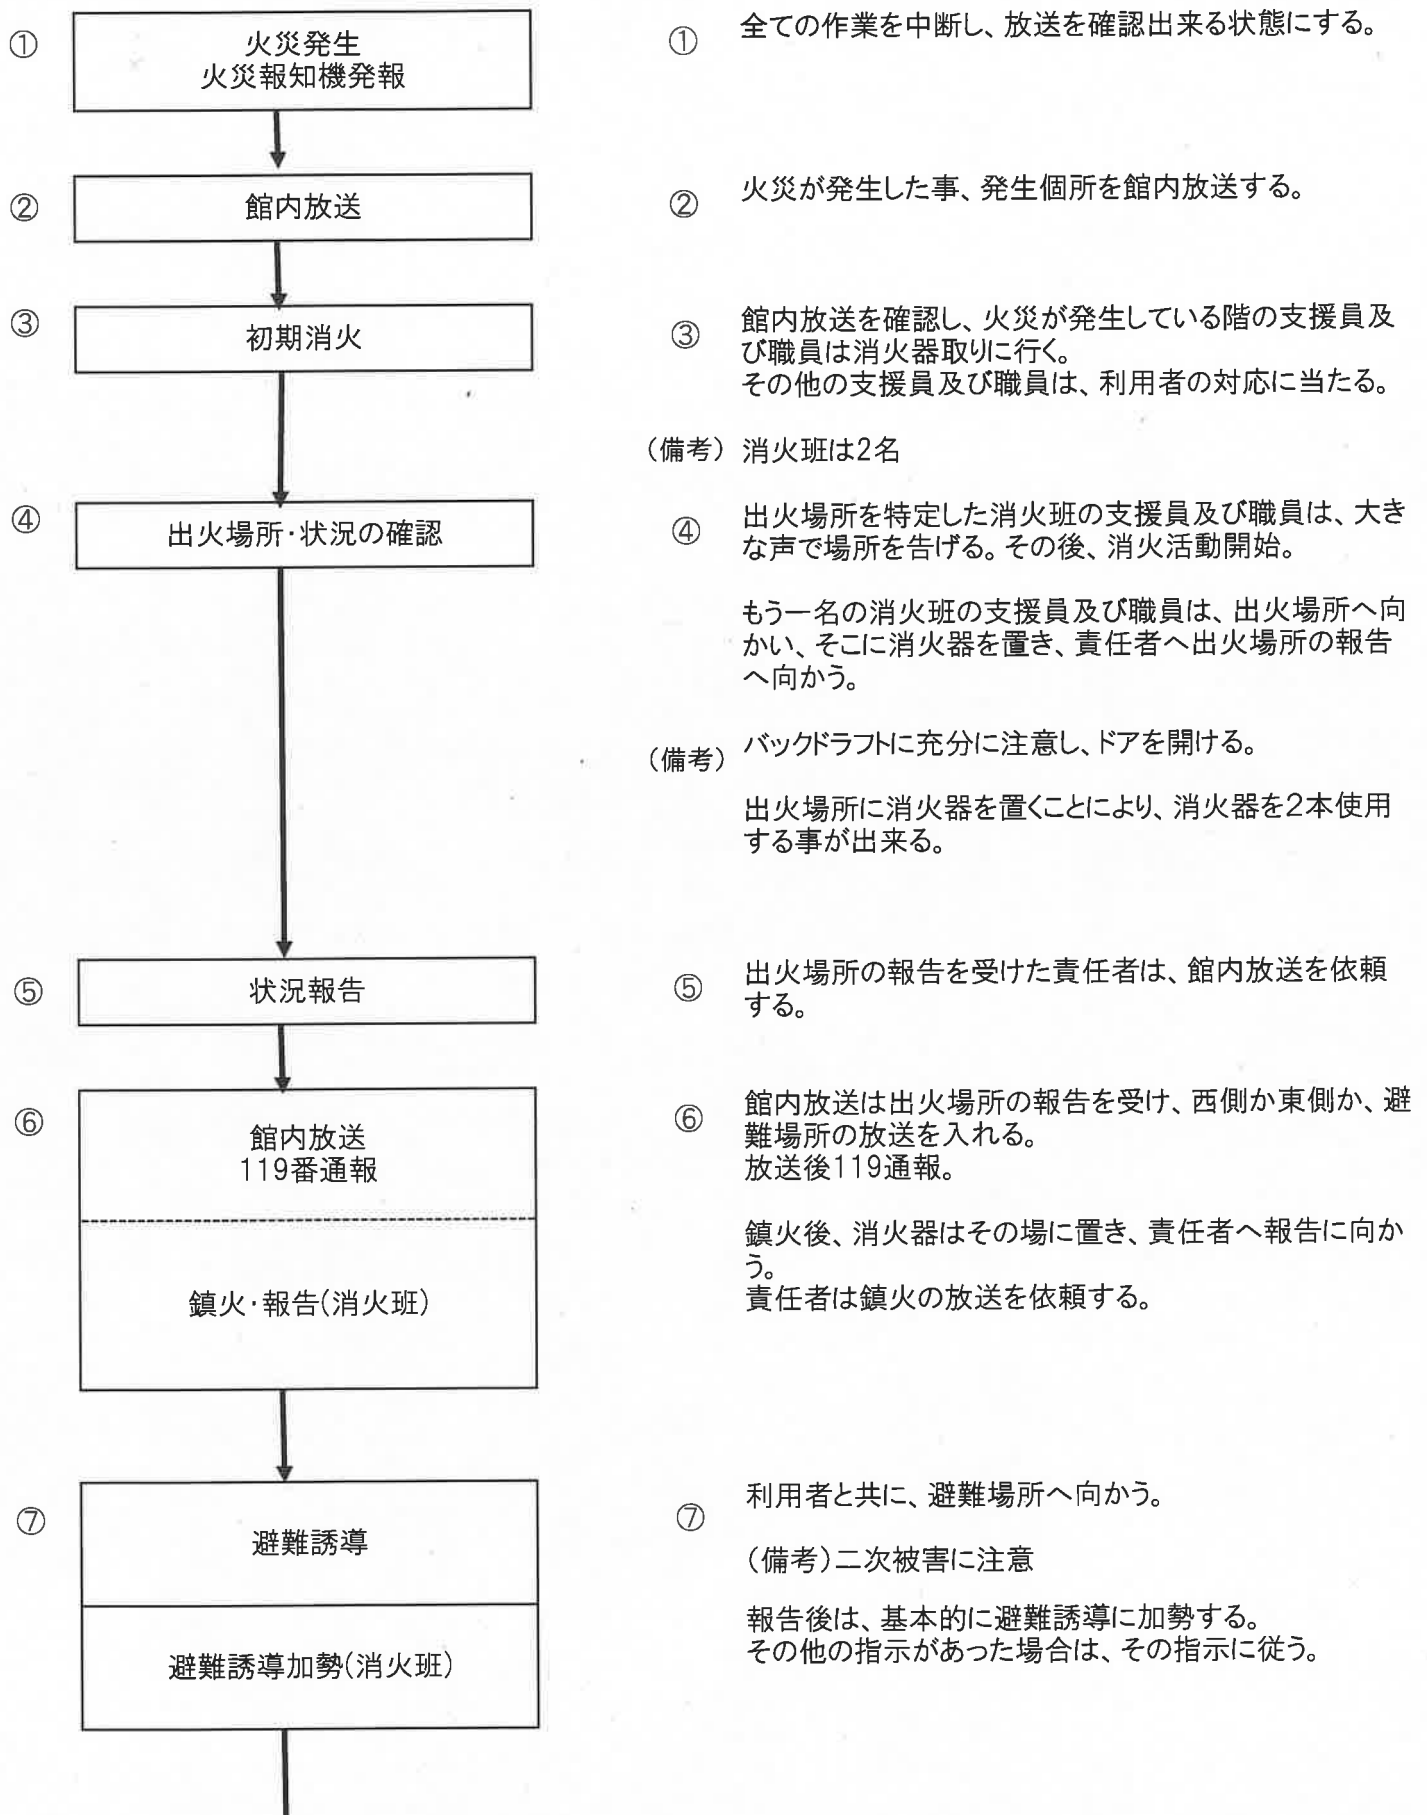 ①
火災発生
火災報知機発報
①
全ての作業を中断し、放送を確認出来る状態にする。
②
館内放送
②
火災が発生した事、発生個所を館内放送する。
③
初期消火
③
館内放送を確認し、火災が発生している階の支援員及
び職員は消火器取りに行く。
その他の支援員及び職員は、利用者の対応に当たる。
（備考）
消火班は2名
④
出火場所・状況の確認
④
出火場所を特定した消火班の支援員及び職員は、大き
な声で場所を告げる。その後、消火活動開始。
もう一名の消火班の支援員及び職員は、出火場所へ向
かい、そこに消火器を置き、責任者へ出火場所の報告
へ向かう。
（備考）
バックドラフトに充分に注意し、ドアを開ける。
出火場所に消火器を置くことにより、消火器を2本使用
する事が出来る。
⑤
状況報告
⑤
出火場所の報告を受けた責任者は、館内放送を依頼
する。
⑥
館内放送
119番通報
⑥
館内放送は出火場所の報告を受け、西側か東側か、避
難場所の放送を入れる。
放送後119通報。
鎮火・報告(消火班)
鎮火後、消火器はその場に置き、責任者へ報告に向か
う。
責任者は鎮火の放送を依頼する。
⑦
避難誘導
⑦
利用者と共に、避難場所へ向かう。
（備考）二次被害に注意
避難誘導加勢(消火班)
報告後は、基本的に避難誘導に加勢する。
その他の指示があった場合は、その指示に従う。